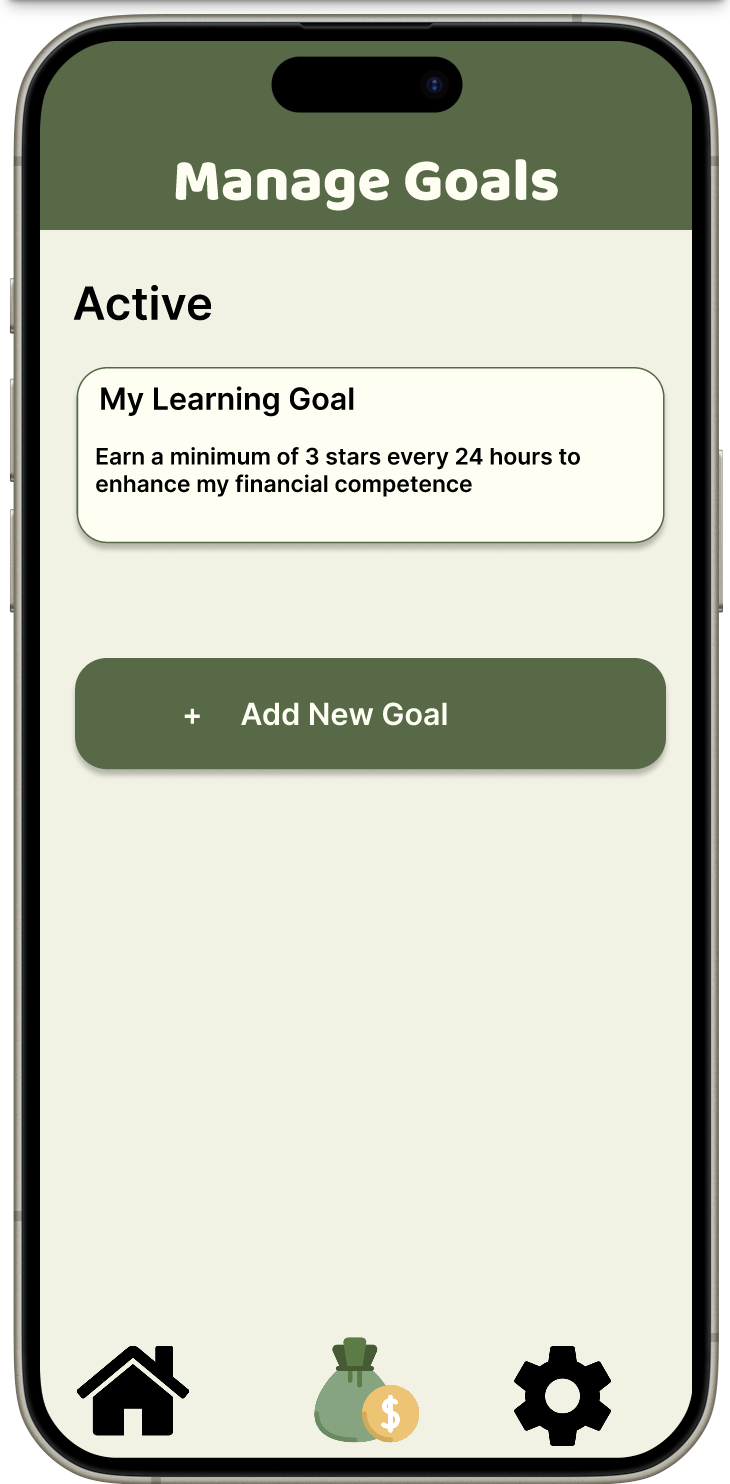 Manage Goals
Active
My Learning Goal
Earn a minimum of 3 stars every 24 hours to
enhance my financial competence
+ Add New Goal
$